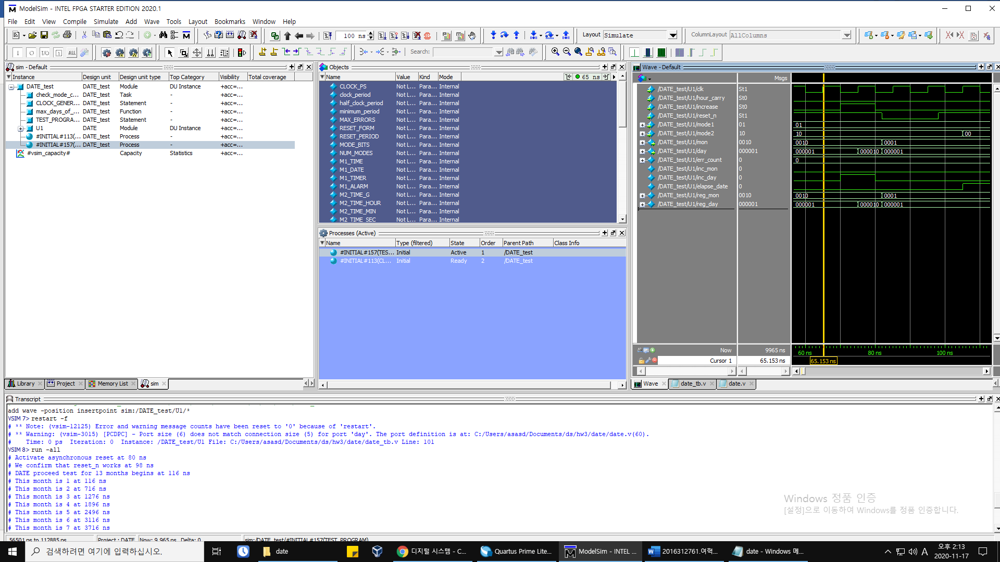 ModelSim - INTEL FPGA STARTER EDITION 2020.1
File Edit View Compile Simulate Add Wave Tools Layout Bookmarks Window Help
100 ns
Layout Simulate
ColumnLayout AllColumns
Search:
sim - Default
Instance Design unit Design unit type Top Category Visibility Total coverage
DATE_test DATE_test Module DU Instance +acc=...
check_mode_c... DATE_test Task - +acc=...
CLOCK_GENER... DATE_test Statement - +acc=...
max_days_of_... DATE_test Function - +acc=...
TEST_PROGRA... DATE_test Statement - +acc=...
U1 DATE Module DU Instance +acc=...
#INITIAL#113(... DATE_test Process - +acc=...
#INITIAL#157(... DATE_test Process - +acc=...
#vsim_capacity# Capacity Statistics +acc=...
Library Project Memory List sim
Objects
Name Value Kind Mode 65 ns
CLOCK_PS Not L... Para... Internal
clock_period Not L... Para... Internal
half_clock_period Not L... Para... Internal
minimum_period Not L... Para... Internal
MAX_ERRORS Not L... Para... Internal
RESET_FORM Not L... Para... Internal
RESET_PERIOD Not L... Para... Internal
MODE_BITS Not L... Para... Internal
NUM_MODES Not L... Para... Internal
M1_TIME Not L... Para... Internal
M1_DATE Not L... Para... Internal
M1_TIMER Not L... Para... Internal
M1_ALARM Not L... Para... Internal
M2_TIME_G Not L... Para... Internal
M2_TIME_HOUR Not L... Para... Internal
M2_TIME_MIN Not L... Para... Internal
M2_TIME_SEC Not L... Para... Internal
Processes (Active)
Name Type (filtered) State Order Parent Path Class Info
#INITIAL#157(TES... Initial Active 1 /DATE_test
#INITIAL#113(CL... Initial Ready 2 /DATE_test
Wave - Default
Msgs
/DATE_test/U1/clk St1
/DATE_test/U1/hour_carry St0
/DATE_test/U1/increase St0
/DATE_test/U1/reset_n St1
/DATE_test/U1/mode1 01 01
/DATE_test/U1/mode2 10 10 00
/DATE_test/U1/mon 0010 0010 0001
/DATE_test/U1/day 000001 000001 000010 000001
/DATE_test/U1/err_count 0 0
/DATE_test/U1/inc_mon 0
/DATE_test/U1/inc_day 0
/DATE_test/U1/elapse_date 0
/DATE_test/U1/reg_mon 0010 0010 0001
/DATE_test/U1/reg_day 000001 000001 000010 000001
Now 9965 ns 60 ns 80 ns 100 ns
Cursor 1 65.153 ns 65.153 ns
Wave date_tb.v date.v
Transcript
add wave -position insertpoint sim:/DATE_test/U1/*
VSIM 7> restart -f
# ** Note: (vsim-12125) Error and warning message counts have been reset to '0' because of 'restart'.
# ** Warning: (vsim-3015) [PCDPC] - Port size (6) does not match connection size (5) for port 'day'. The port definition is at: C:/Users/asasd/Documents/ds/hw3/date/date.v(60).
# Time: 0 ps Iteration: 0 Instance: /DATE_test/U1 File: C:/Users/asasd/Documents/ds/hw3/date/date_tb.v Line: 101
VSIM 8> run -all
# Activate asynchronous reset at 80 ns
# We confirm that reset_n works at 98 ns
# DATE proceed test for 13 months begins at 116 ns
# This month is 1 at 116 ns
# This month is 2 at 716 ns
# This month is 3 at 1276 ns
# This month is 4 at 1896 ns
# This month is 5 at 2496 ns
# This month is 6 at 3116 ns
# This month is 7 at 3716 ns
Windows 정품 인증
[설정]으로 이동하여 Windows를 정품 인증합니다.
56501 ps to 112885 ps Project : DATE Now: 9,965 ns Delta: 0 sim:/DATE_test/#INITIAL#157(TEST_PROGRAM)
검색하려면 여기에 입력하십시오.
date
디지털 시스템 - C...
Quartus Prime Lite...
ModelSim - INTEL ...
2016312761.여혁...
date - Windows 메...
A
오후 2:13
2020-11-17